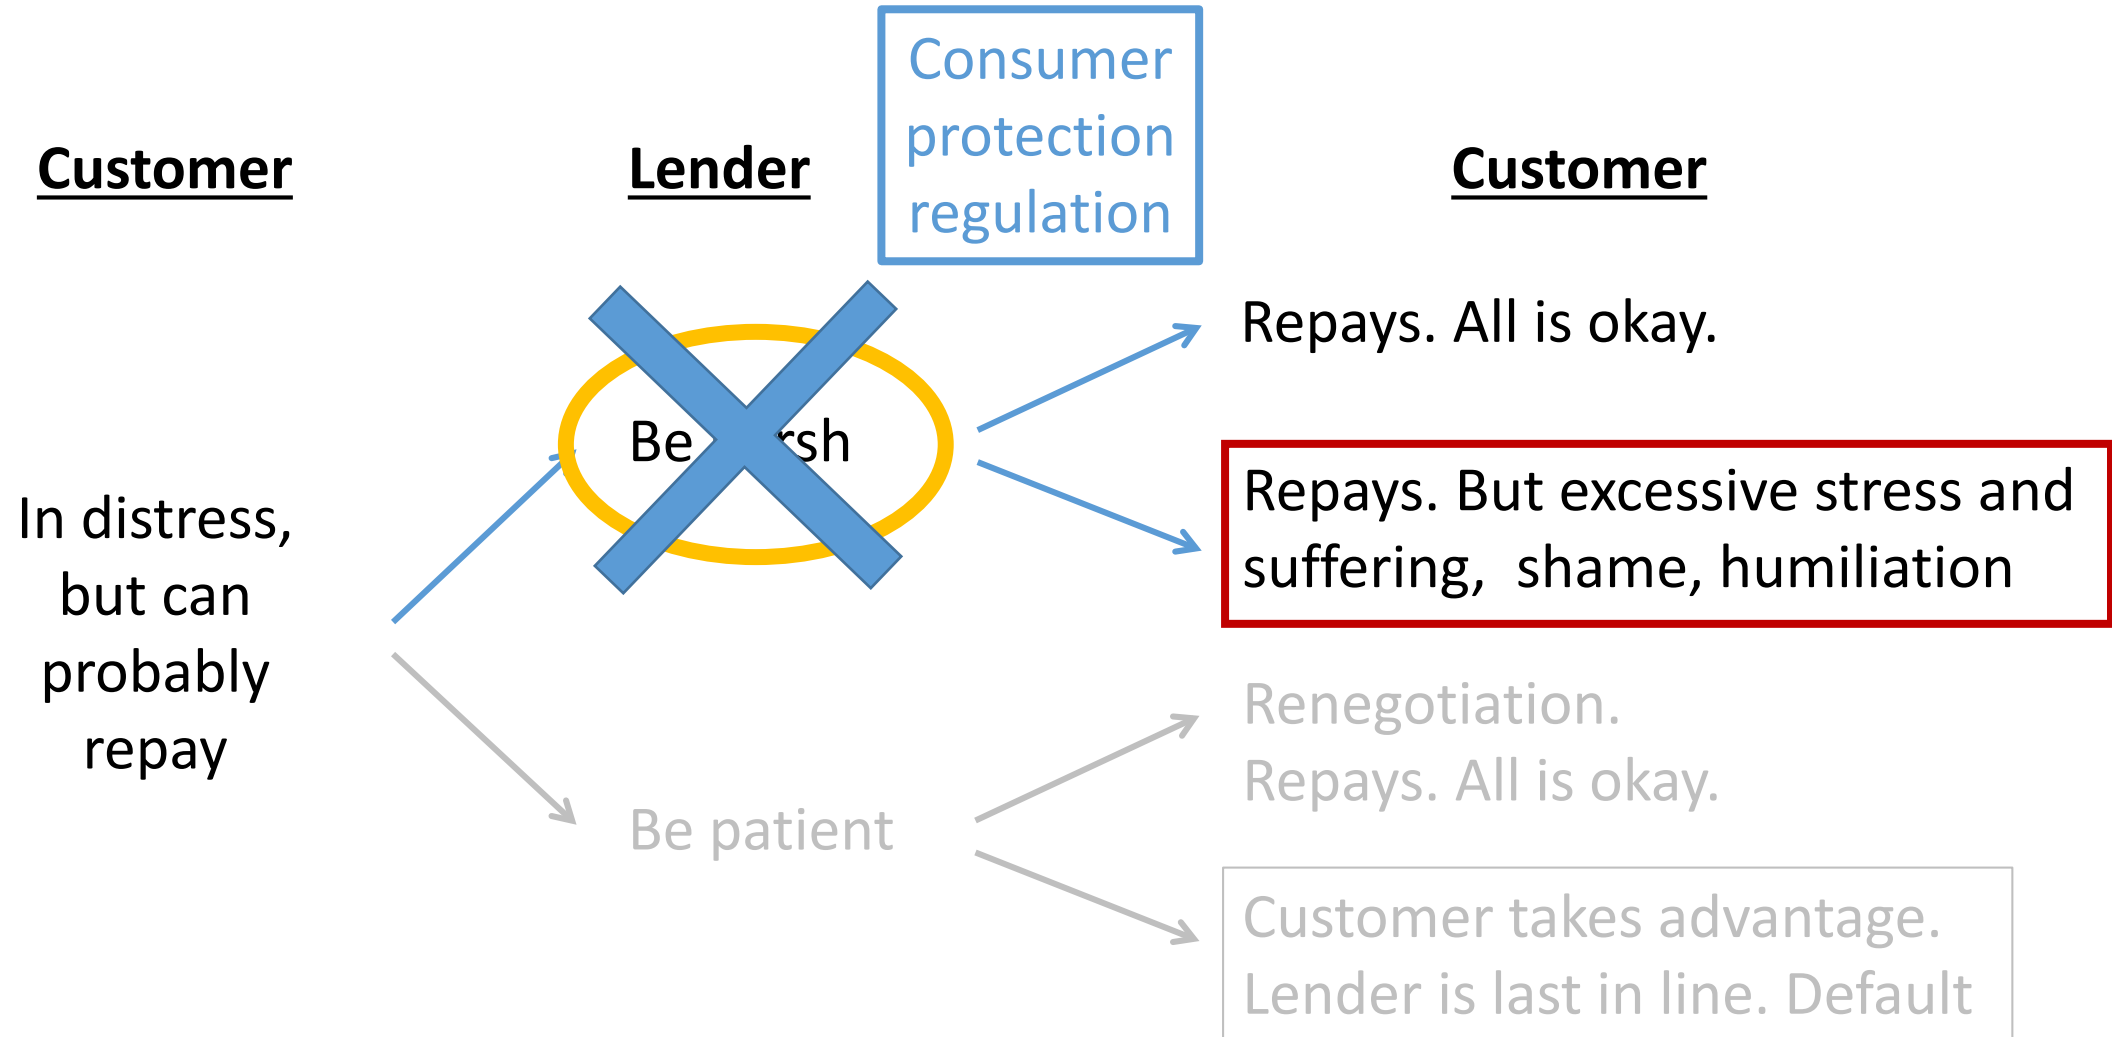 Consumer
protection
regulation
Customer
Lender
Customer
Repays. All is okay.
Be rsh
Repays. But excessive stress and
suffering,  shame, humiliation
In distress,
but can
probably
repay
Renegotiation.
Repays. All is okay.
Be patient
Customer takes advantage.
Lender is last in line. Default